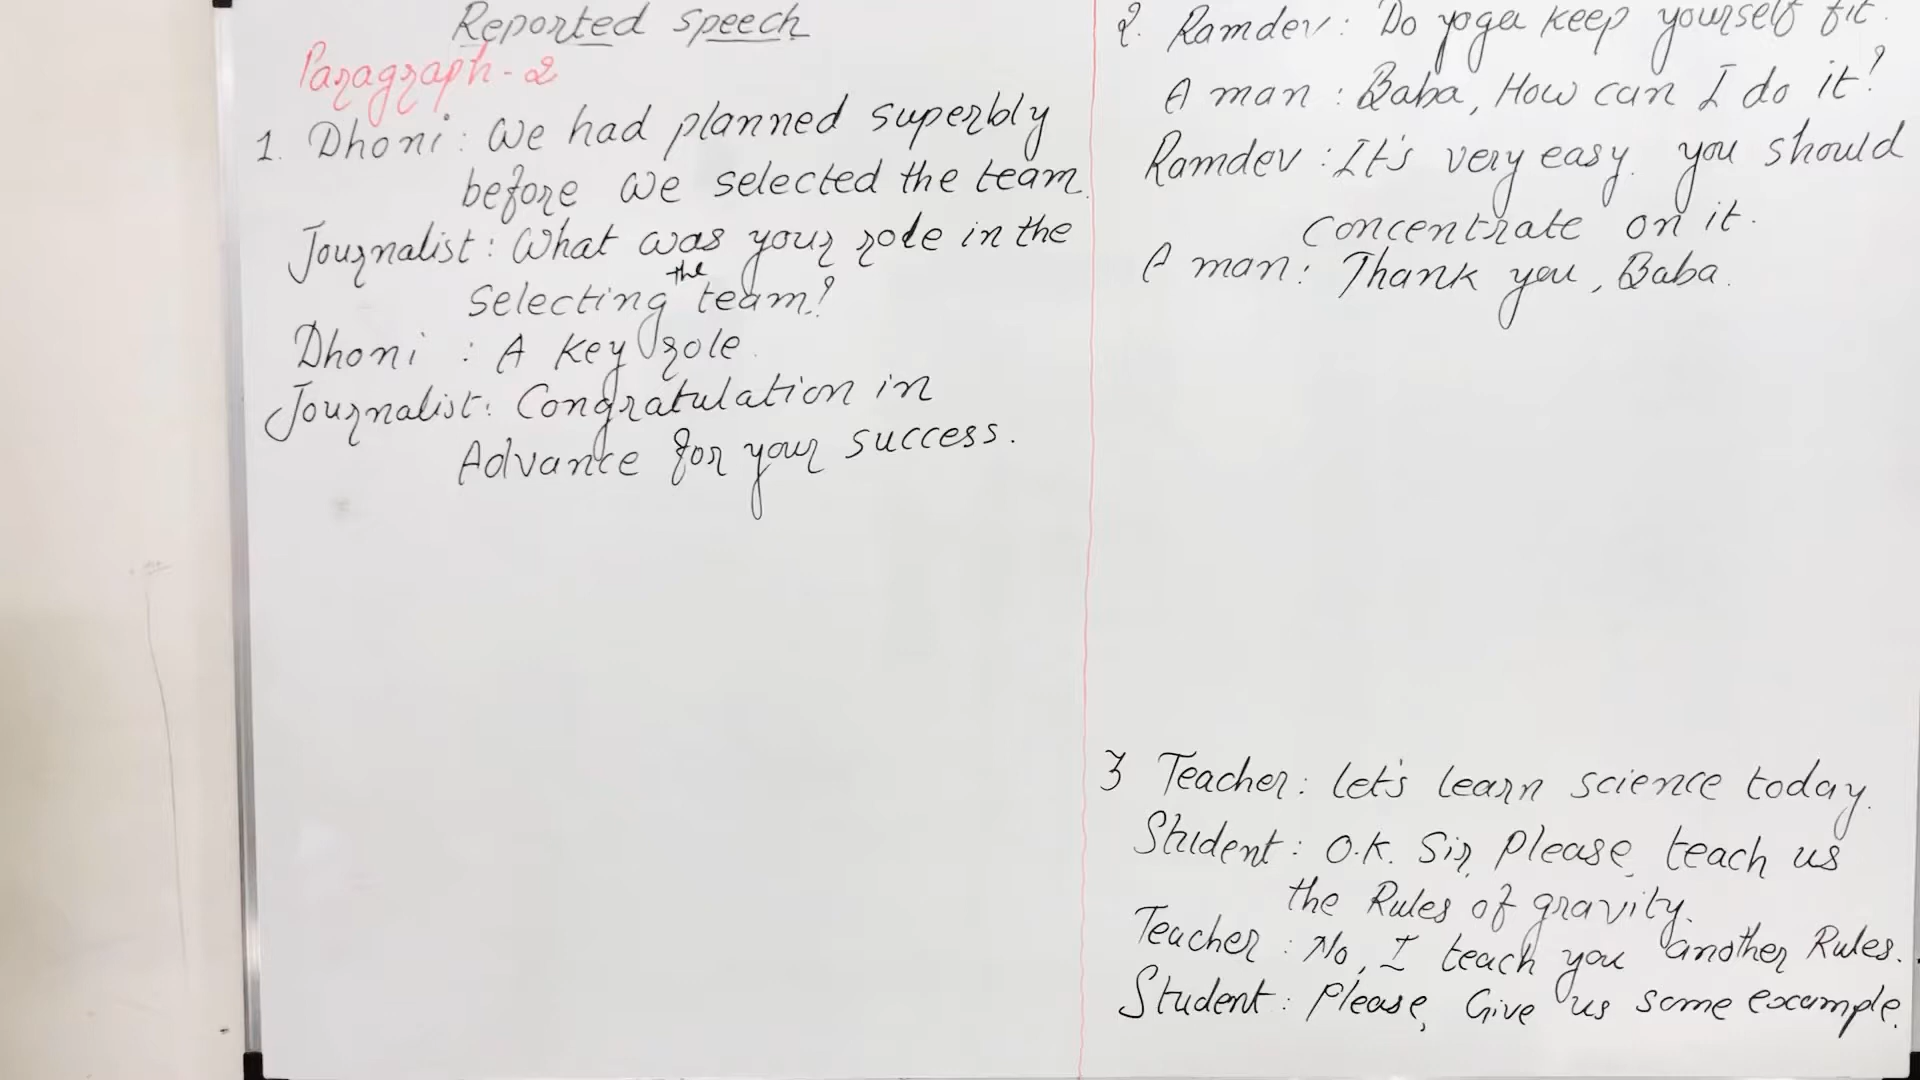 Reported speech
Paragraph-2
1. Dhoni: We had planned superbly
before we selected the team.
Journalist: What was your role in the
the
selecting team?
Dhoni : A key role.
Journalist: Congratulation in
Advance for your success.
2. Ramdev: Do yoga keep yourself fit.
A man: Baba, How can I do it?
Ramdev: It's very easy. you should
concentrate on it.
A man: Thank you, Baba.
3 Teacher: let's learn science today.
Student: O.K. Sir, please, teach us
the Rules of gravity.
Teacher: No, I teach you another Rules.
Student: Please, Give us some example.